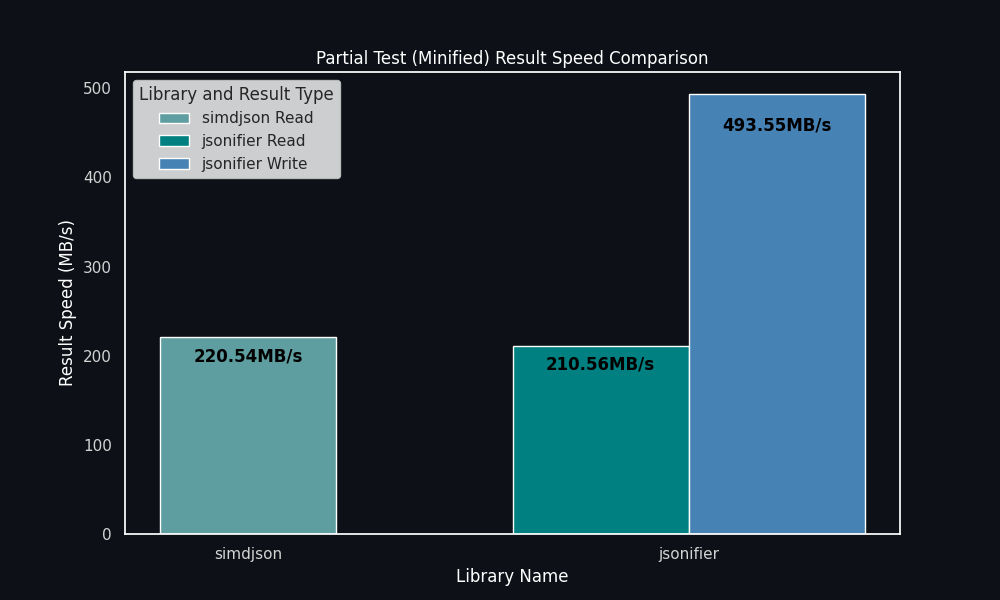 Partial Test (Minified) Result Speed Comparison
Library and Result Type
simdjson Read
jsonifier Read
jsonifier Write
500
400
300
200
100
0
Result Speed (MB/s)
220.54MB/s
210.56MB/s
493.55MB/s
simdjson
jsonifier
Library Name